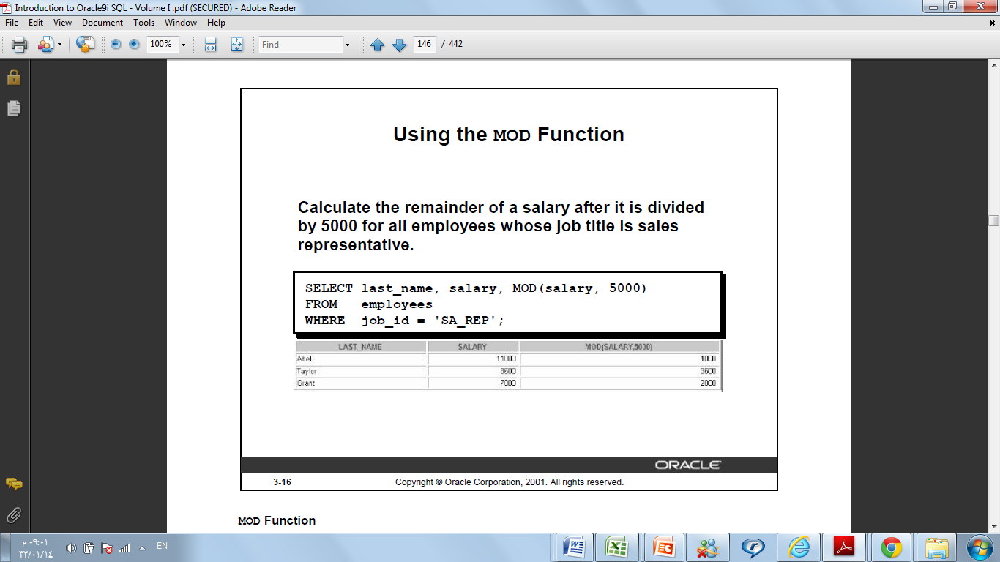 Introduction to Oracle9i SQL - Volume I .pdf (SECURED) - Adobe Reader
File Edit View Document Tools Window Help
100% Find 146 / 442
Using the MOD Function
Calculate the remainder of a salary after it is divided
by 5000 for all employees whose job title is sales
representative.
SELECT last_name, salary, MOD(salary, 5000)
FROM employees
WHERE job_id = 'SA_REP';
LAST_NAME SALARY MOD(SALARY,5000)
Abel 11000 1000
Taylor 8600 3600
Grant 7000 2000
ORACLE
3-16 Copyright © Oracle Corporation, 2001. All rights reserved.
MOD Function
٠٩:٠١ م
EN
٣٣/٠١/١٤